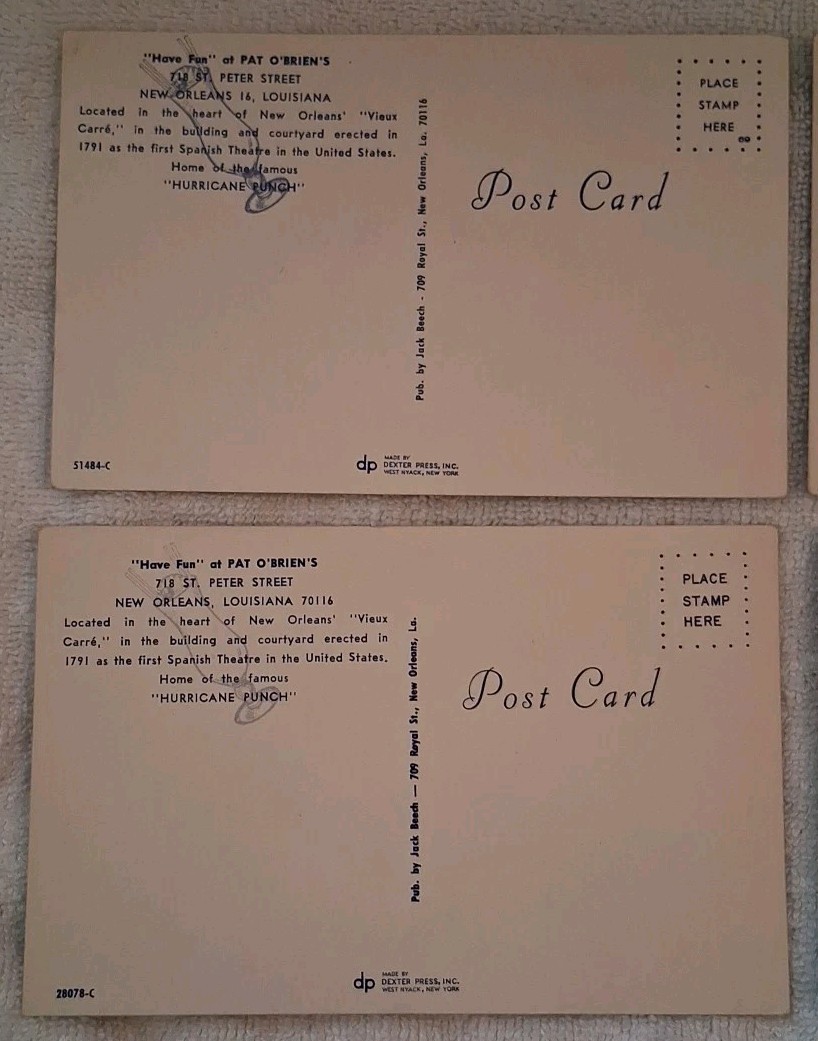 "Have Fun" at PAT O'BRIEN'S
718 ST. PETER STREET
NEW ORLEANS 16, LOUISIANA
Located in the heart of New Orleans' "Vieux
Carré," in the building and courtyard erected in
1791 as the first Spanish Theatre in the United States.
Home of the famous
"HURRICANE PUNCH"
Pub. by Jack Beech - 709 Royal St., New Orleans, La. 70116
PLACE
STAMP
HERE
Post Card
51484-C
dp
MADE BY
DEXTER PRESS, INC.
WEST NYACK, NEW YORK
"Have Fun" at PAT O'BRIEN'S
718 ST. PETER STREET
NEW ORLEANS, LOUISIANA 70116
Located in the heart of New Orleans' "Vieux
Carré," in the building and courtyard erected in
1791 as the first Spanish Theatre in the United States.
Home of the famous
"HURRICANE PUNCH"
Pub. by Jack Beech — 709 Royal St., New Orleans, La.
PLACE
STAMP
HERE
Post Card
28078-C
dp
MADE BY
DEXTER PRESS, INC.
WEST NYACK, NEW YORK